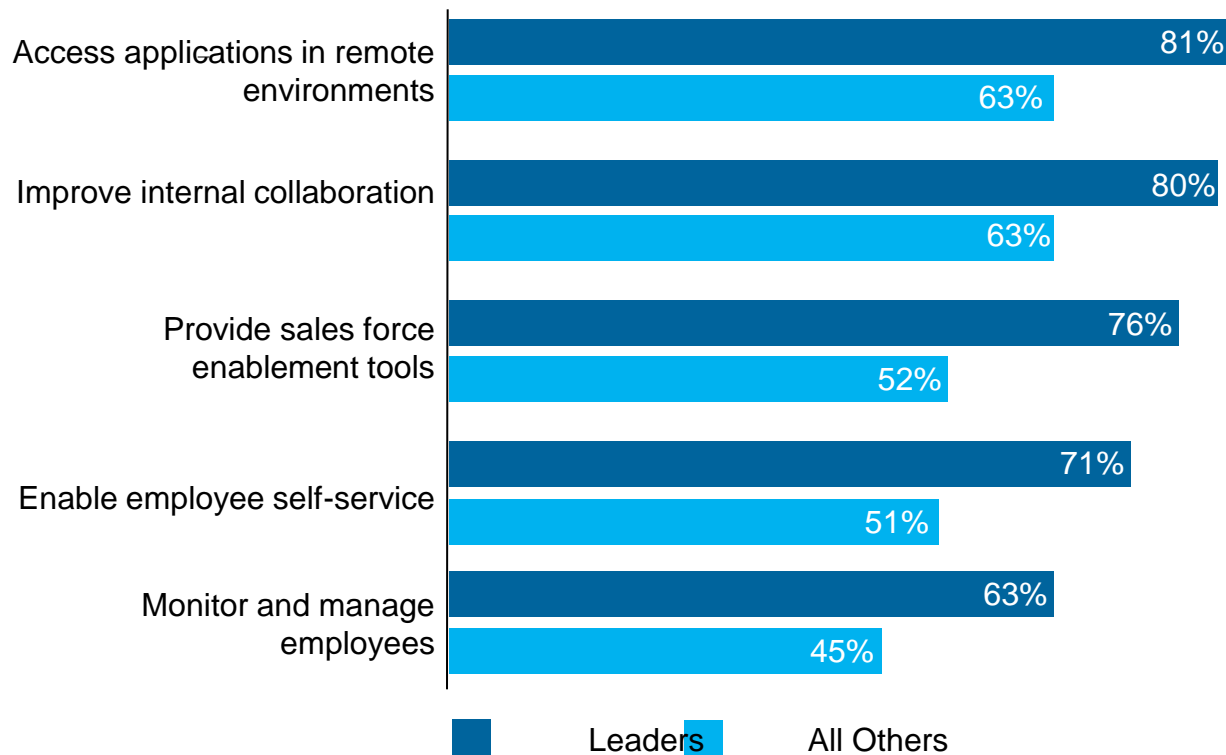 Access applications in remote
environments
81%
63%
Improve internal collaboration
80%
63%
Provide sales force
enablement tools
76%
52%
Enable employee self-service
71%
51%
Monitor and manage
employees
63%
45%
Leaders All Others